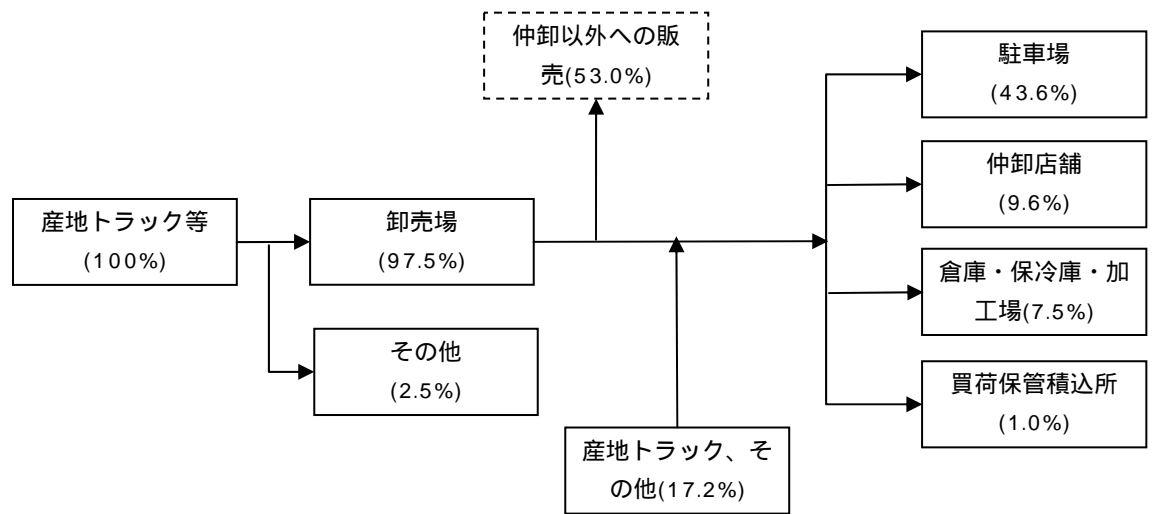 仲卸以外への販
売(53.0%)
駐車場
(43.6%)
仲卸店舗
(9.6%)
産地トラック等
(100%)
卸売場
(97.5%)
倉庫・保冷庫・加
工場(7.5%)
その他
(2.5%)
買荷保管積込所
(1.0%)
産地トラック、そ
の他(17.2%)